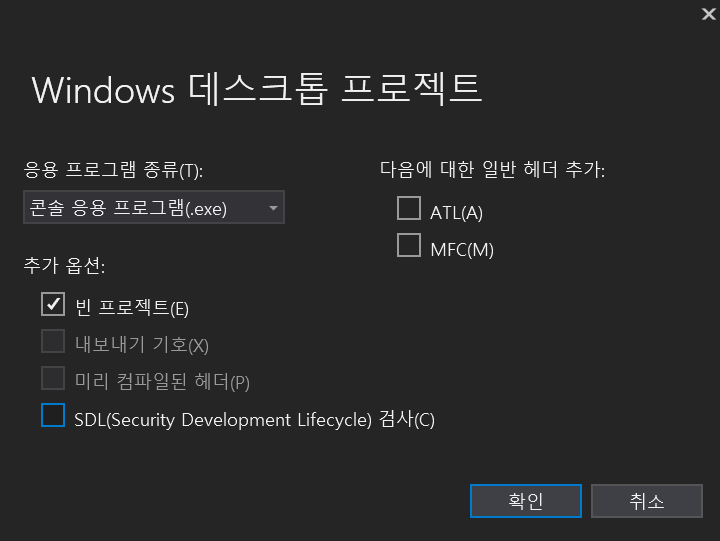 Windows 데스크톱 프로젝트
응용 프로그램 종류(T):
콘솔 응용 프로그램(.exe)
추가 옵션:
빈 프로젝트(E)
내보내기 기호(X)
미리 컴파일된 헤더(P)
SDL(Security Development Lifecycle) 검사(C)
다음에 대한 일반 헤더 추가:
ATL(A)
MFC(M)
확인
취소